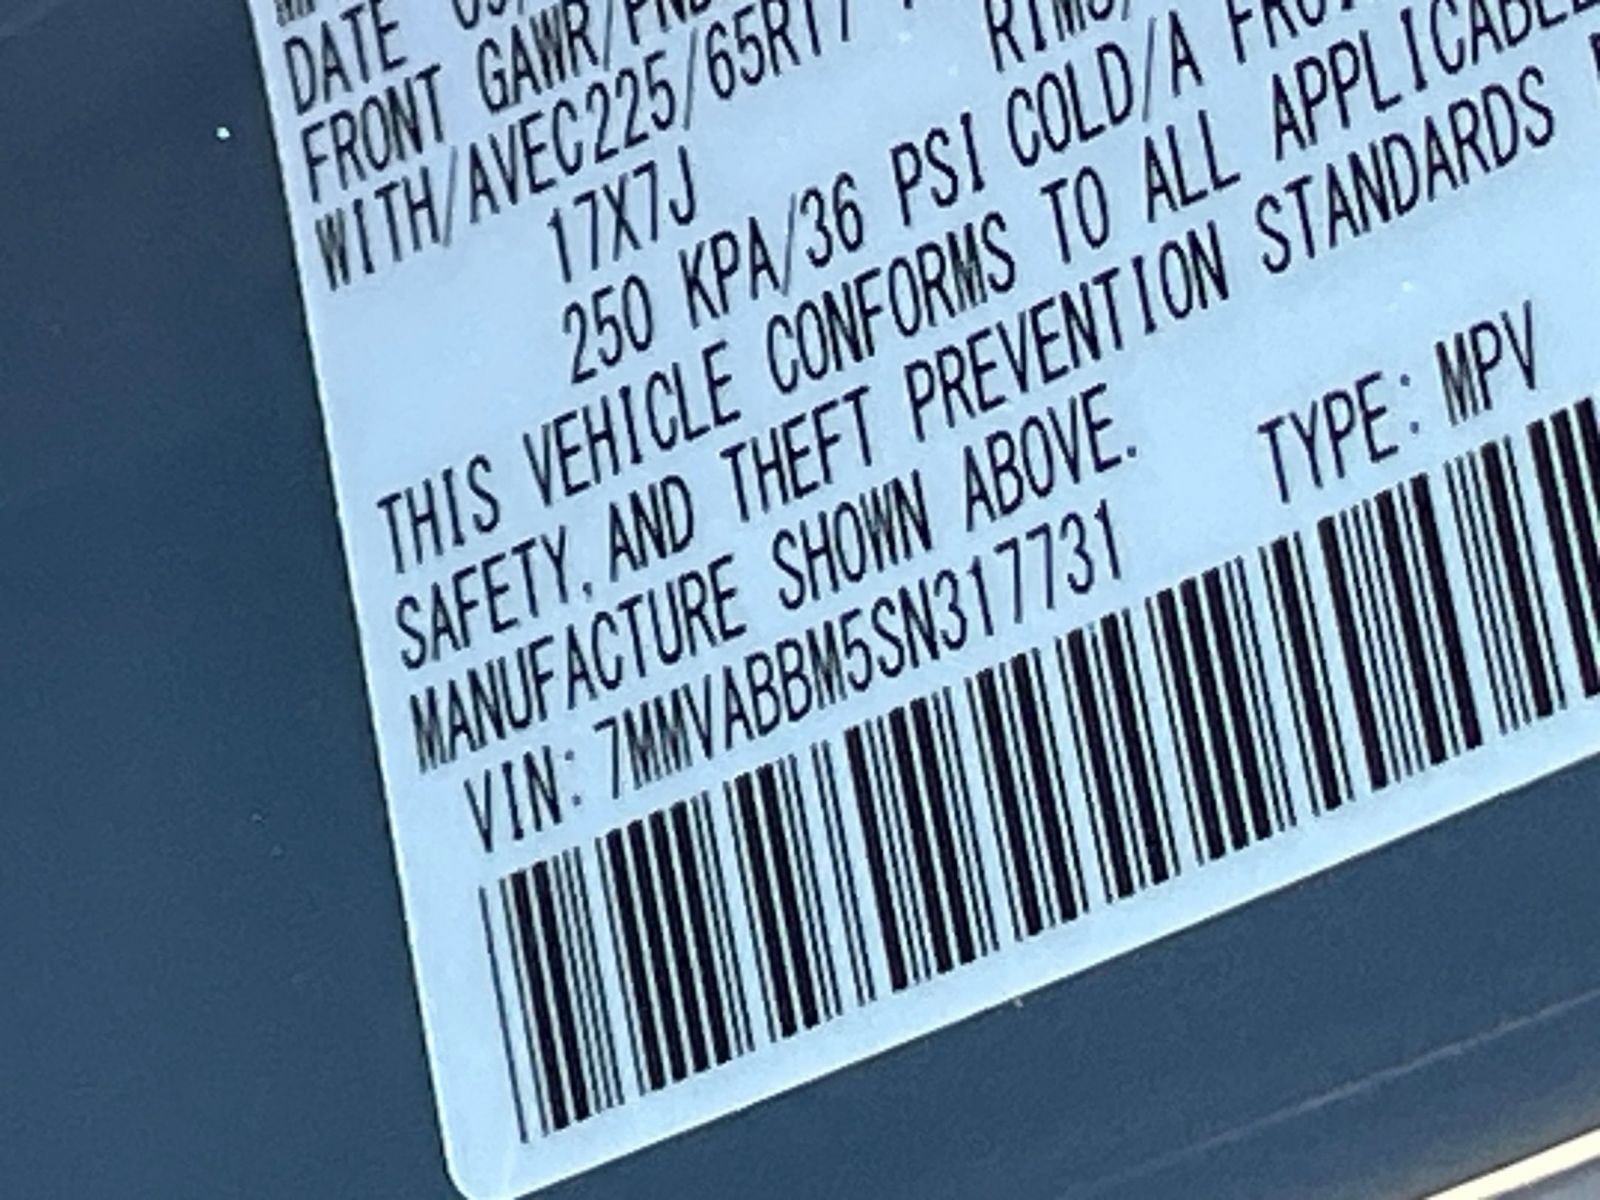 DATE
FRONT GAWR/PNB
WITH/AVEC225/65R17 RIMS/
17X7J
250 KPA/36 PSI COLD/A FROI
THIS VEHICLE CONFORMS TO ALL APPLICABLE
SAFETY, AND THEFT PREVENTION STANDARDS
MANUFACTURE SHOWN ABOVE.
VIN: 7MMVABBM5SN317731 TYPE: MPV